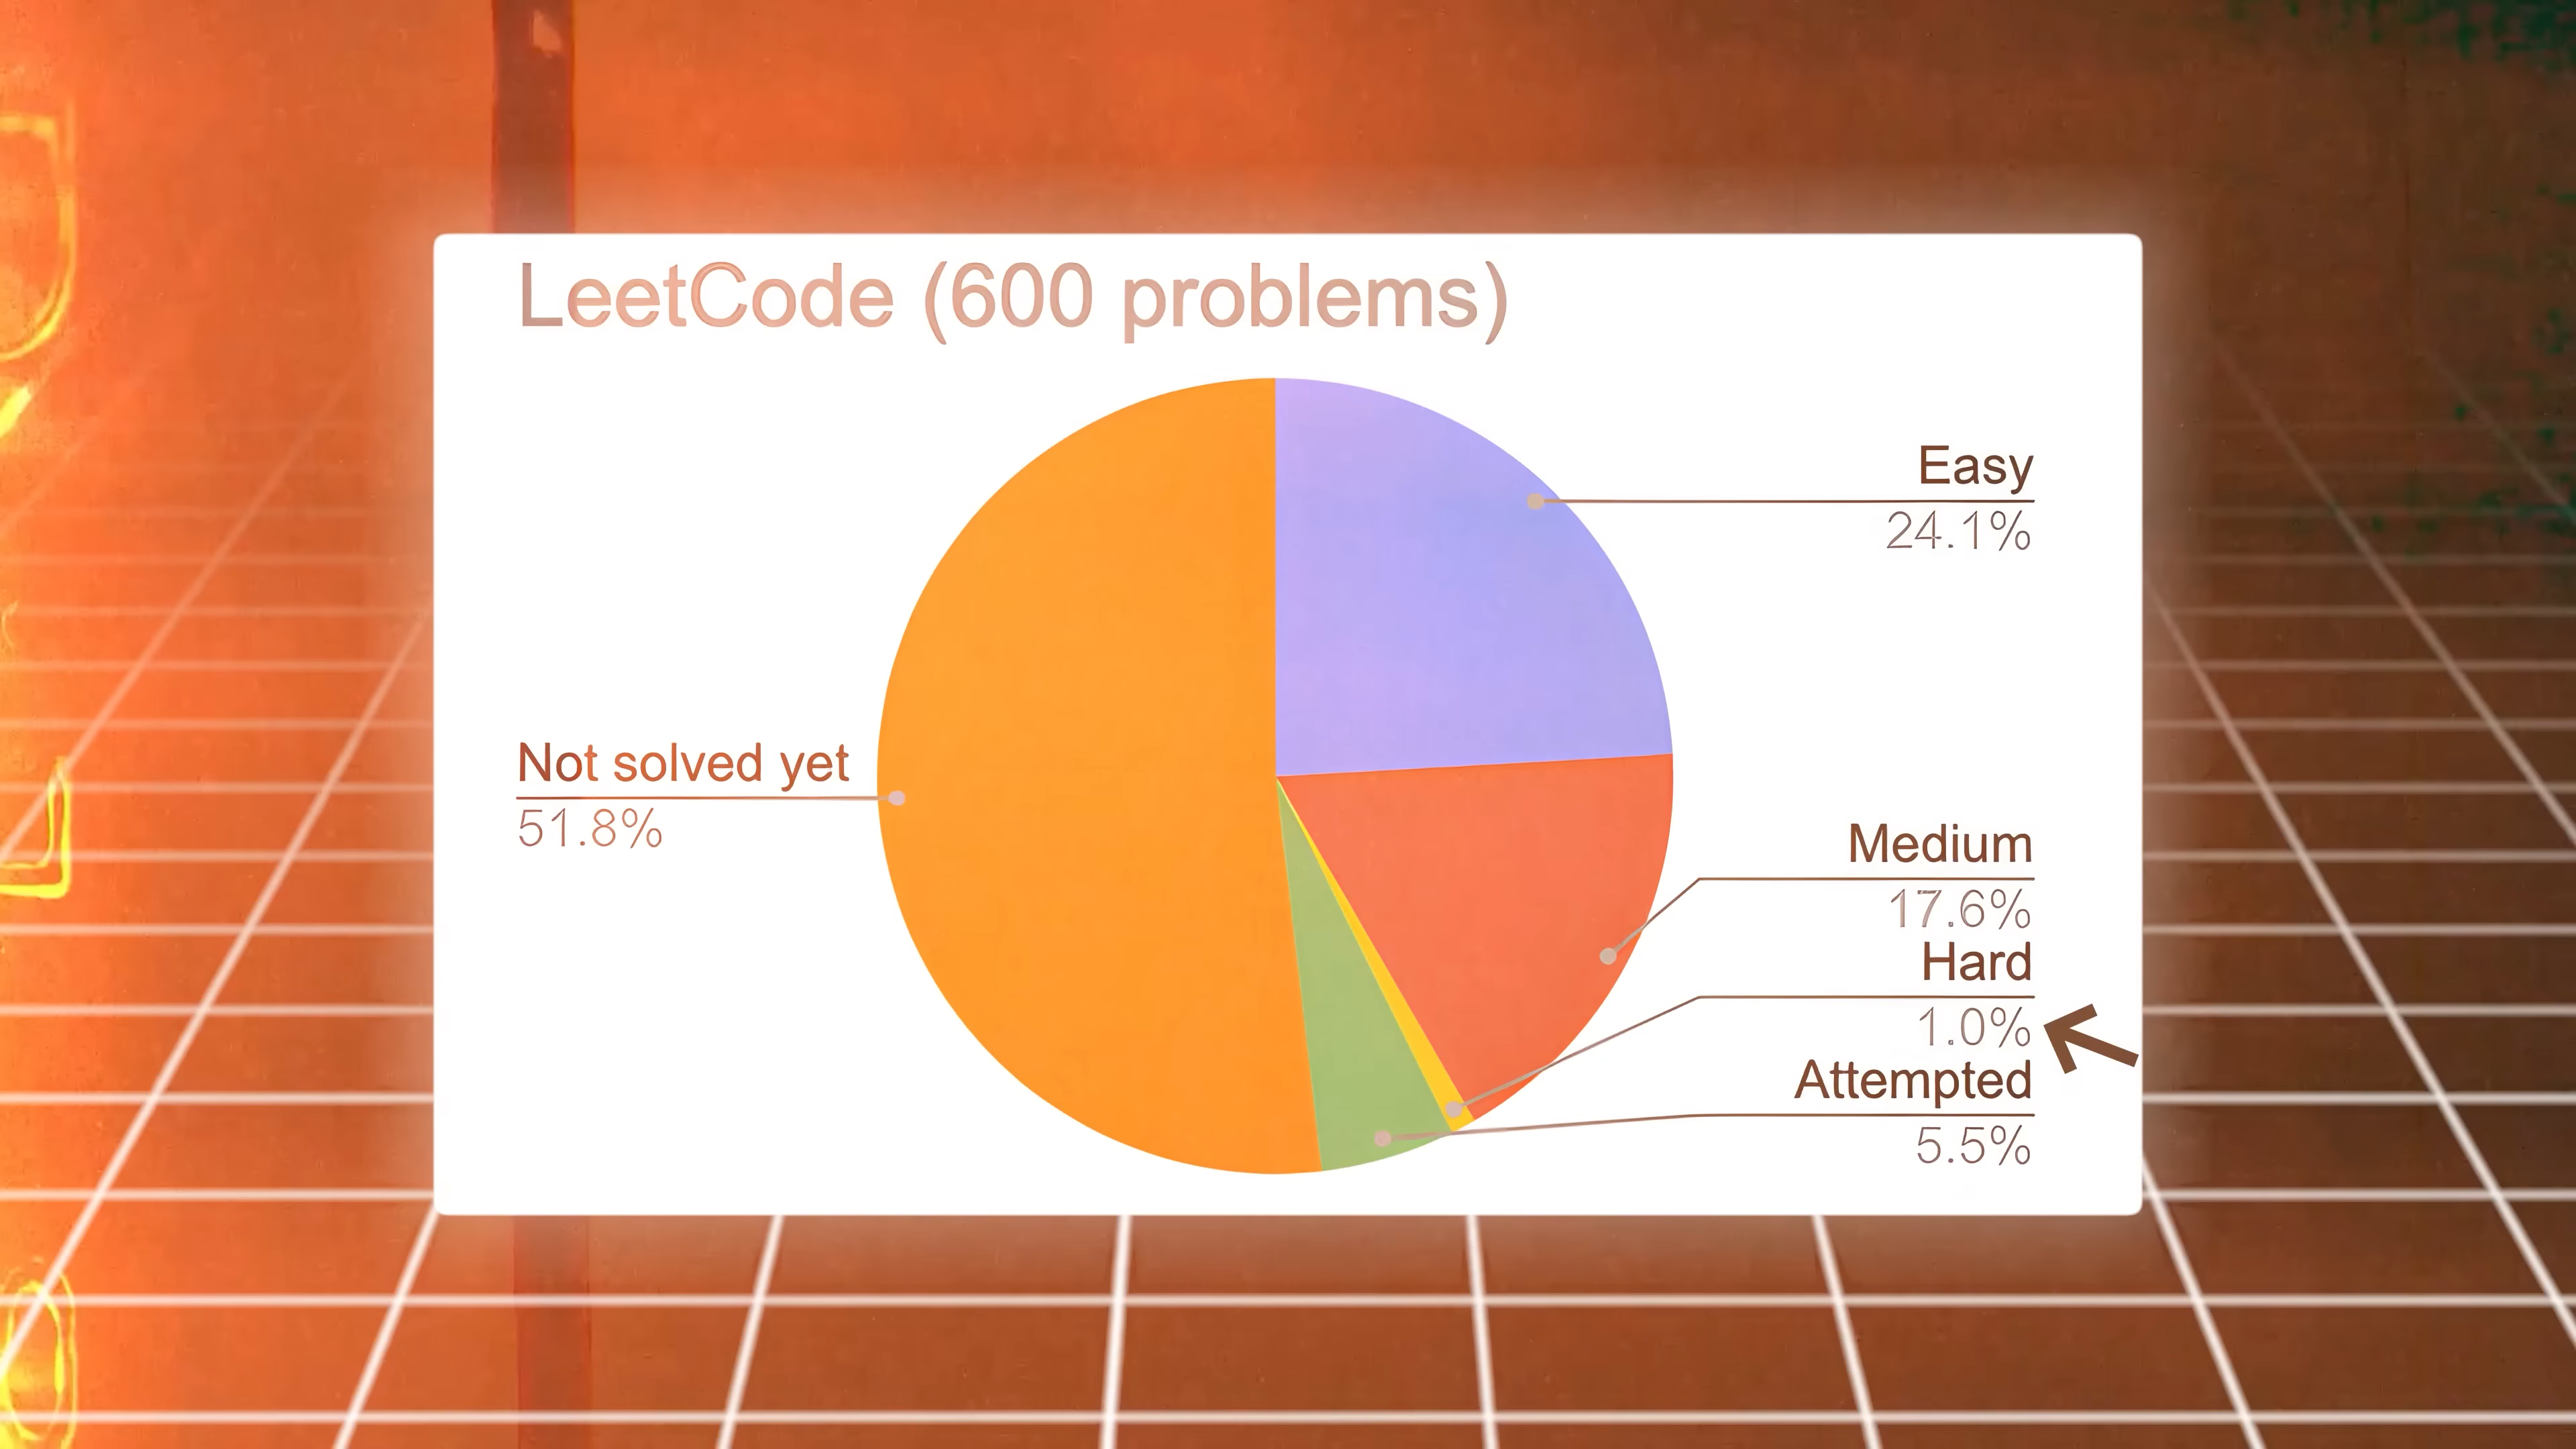 LeetCode (600 problems)
Easy
24.1%
Not solved yet
51.8%
Medium
17.6%
Hard
1.0%
Attempted
5.5%